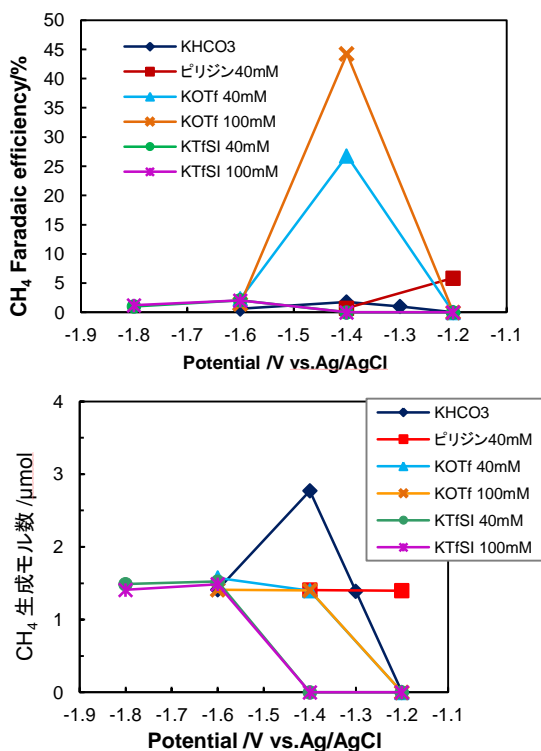 CH₄ Faradaic efficiency/%
50
45
40
35
30
25
20
15
10
5
0
KHCO3
ピリジン40mM
KOTf 40mM
KOTf 100mM
KTfSI 40mM
KTfSI 100mM
-1.9 -1.8 -1.7 -1.6 -1.5 -1.4 -1.3 -1.2 -1.1
Potential /V vs.Ag/AgCl
CH₄ 生成モル数 /μmol
4
3
2
1
0
KHCO3
ピリジン40mM
KOTf 40mM
KOTf 100mM
KTfSI 40mM
KTfSI 100mM
-1.9 -1.8 -1.7 -1.6 -1.5 -1.4 -1.3 -1.2 -1.1
Potential /V vs.Ag/AgCl